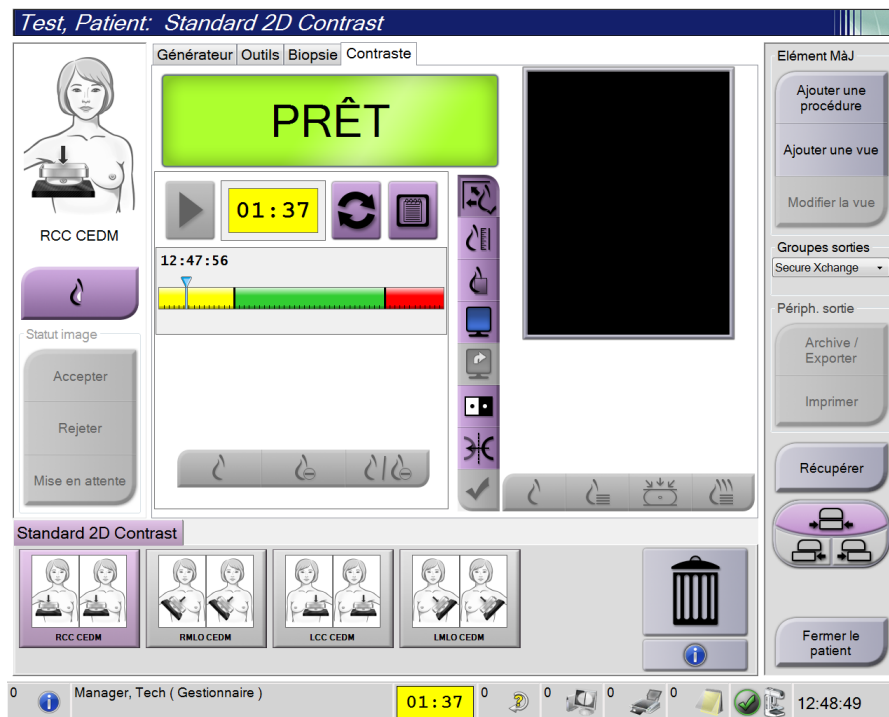 Test, Patient: Standard 2D Contrast
Générateur Outils Biopsie Contraste
PRÊT
RCC CEDM
01:37
12:47:56
Statut image
Accepter
Rejeter
Mise en attente
Elément MàJ
Ajouter une
procédure
Ajouter une vue
Modifier la vue
Groupes sorties
Secure Xchange
Périph. sortie
Archive /
Exporter
Imprimer
Récupérer
Fermer le
patient
Standard 2D Contrast
RCC CEDM
RMLO CEDM
LCC CEDM
LMLO CEDM
0 Manager, Tech ( Gestionnaire ) 01:37 0 0 0 0 12:48:49